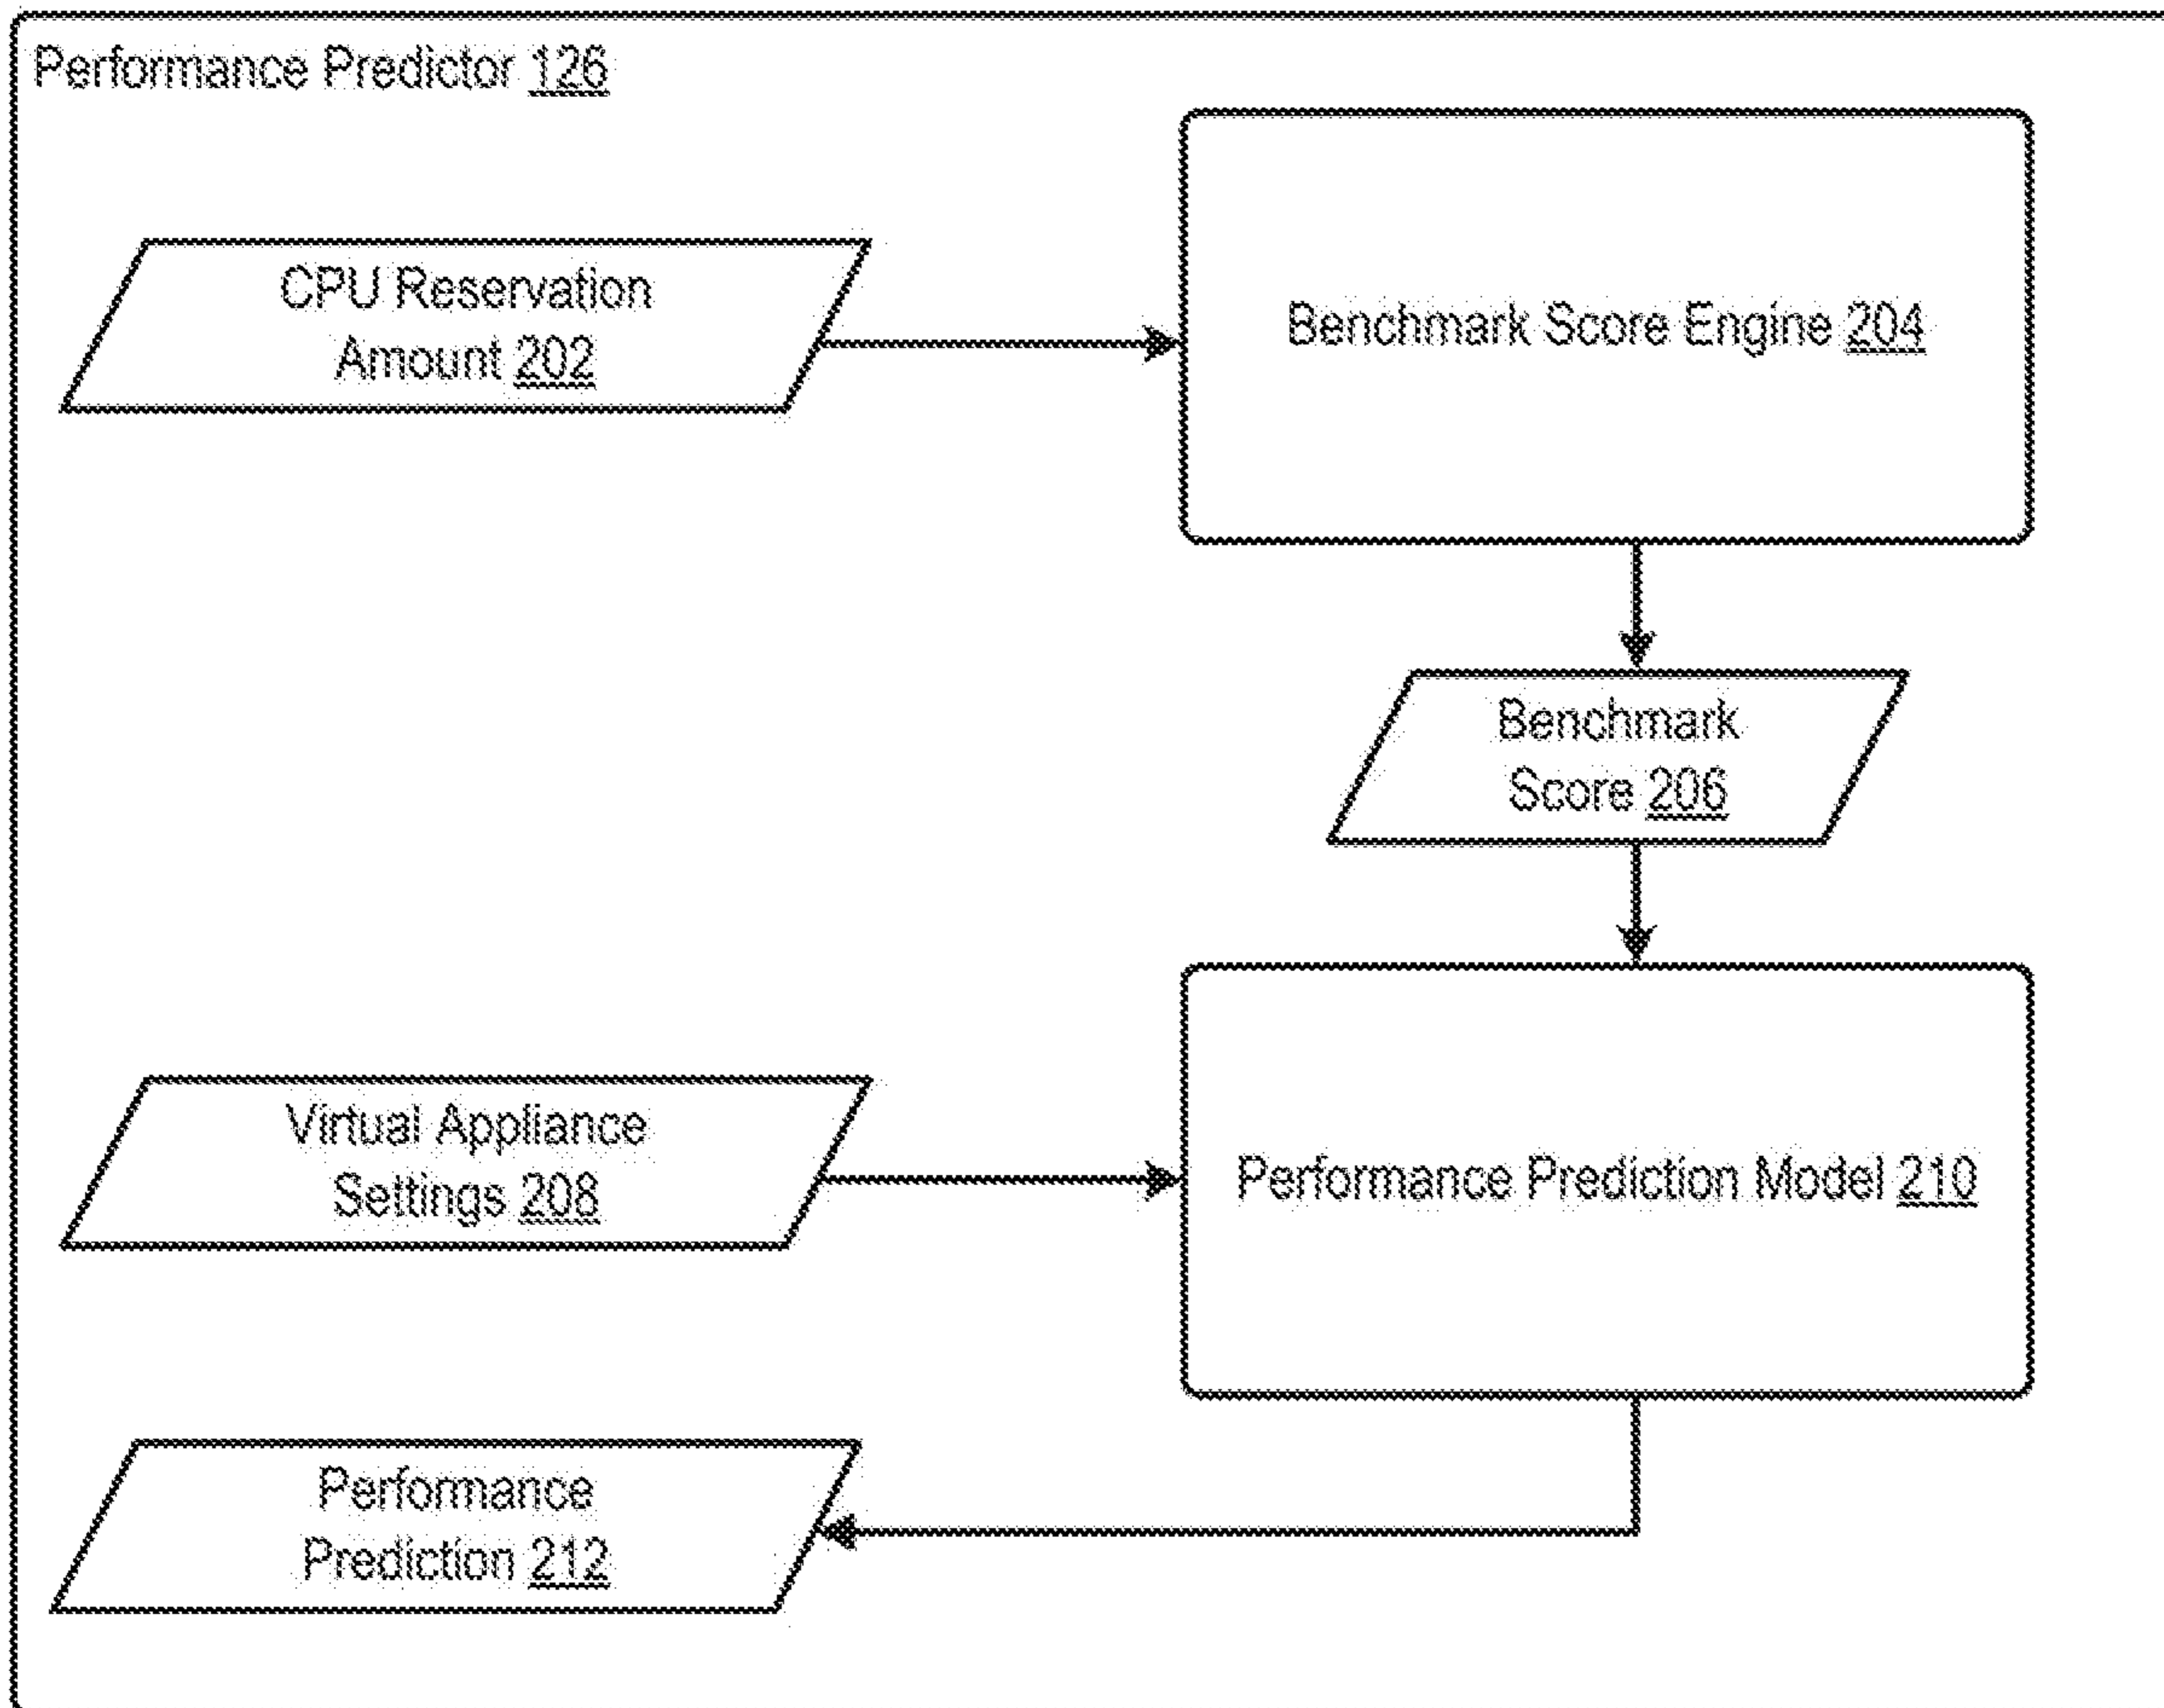 Performance Predictor 126
CPU Reservation
Amount 202
Benchmark Score Engine 204
Benchmark
Score 206
Virtual Appliance
Settings 208
Performance Prediction Model 210
Performance
Prediction 212